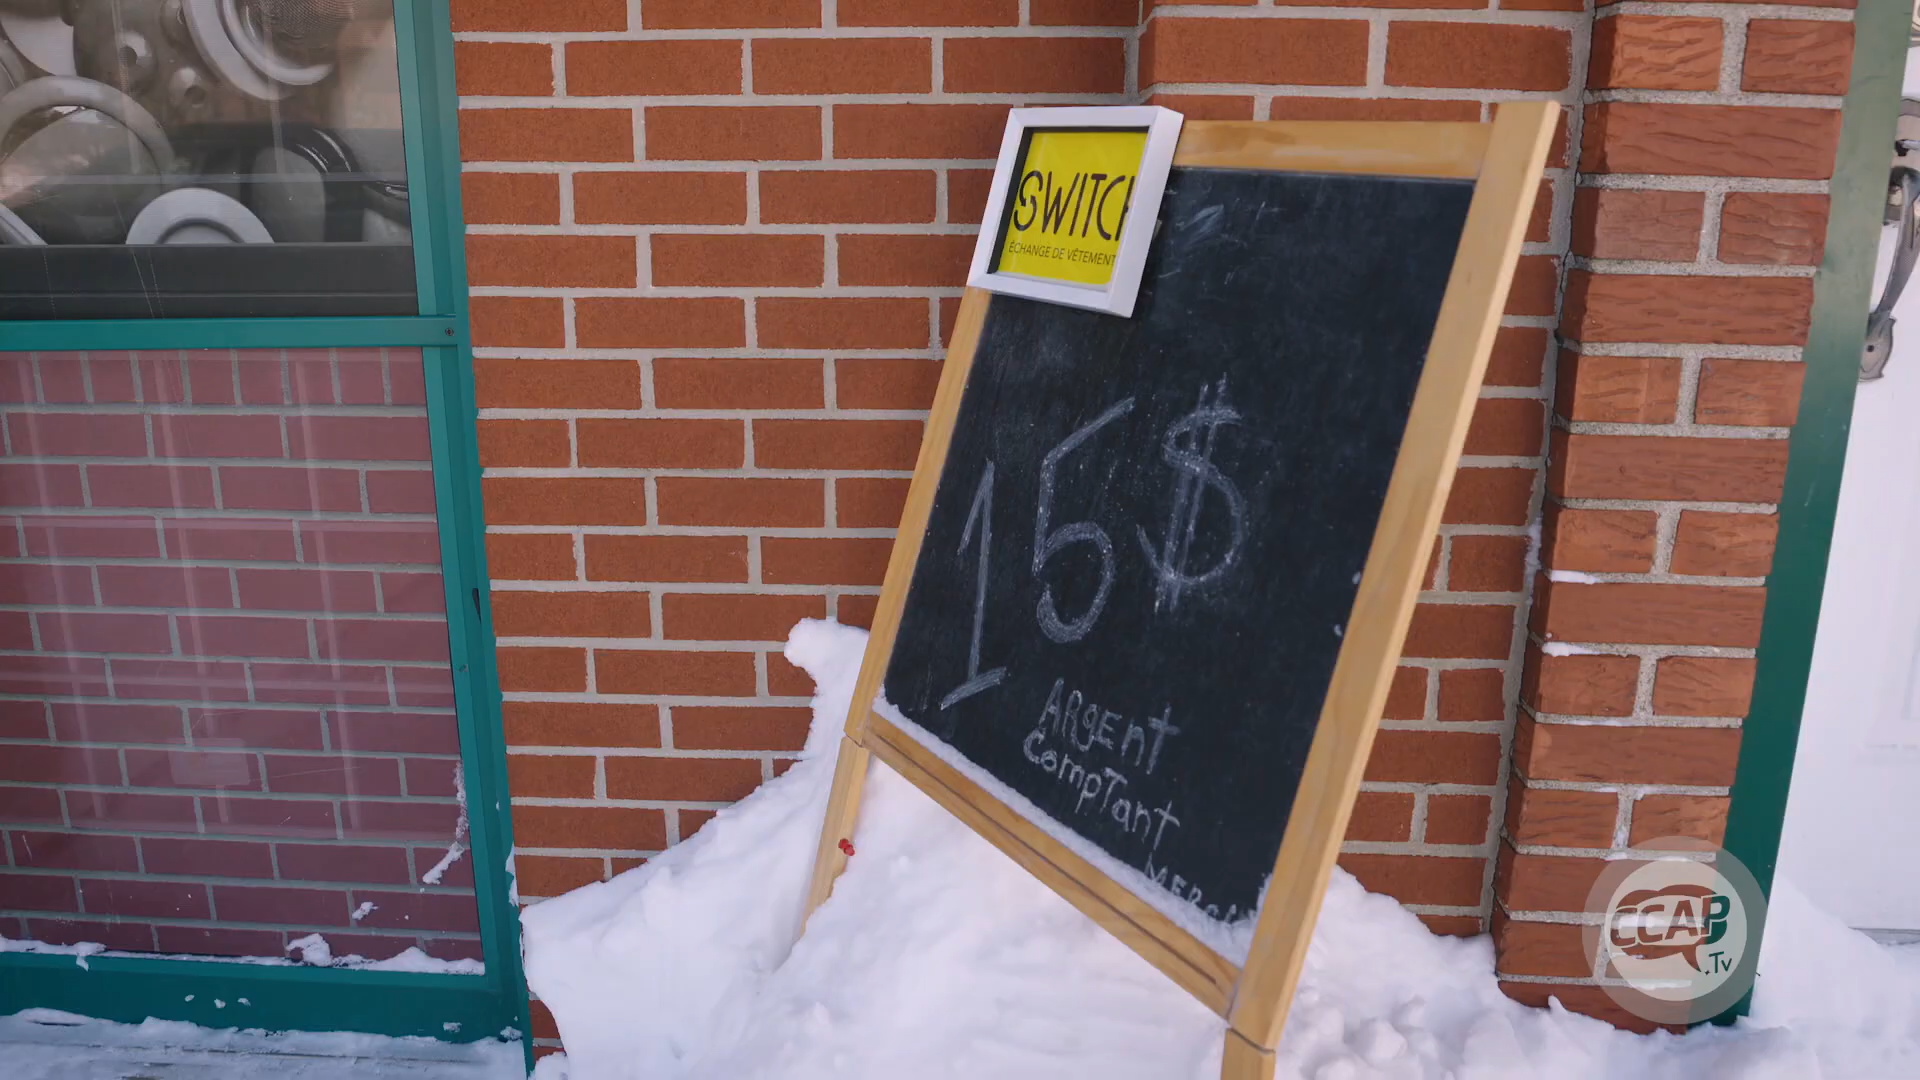 SWITCH
ÉCHANGE DE VÊTEMENT
15$
ARgEnt
CompTant
CCAP
.Tv